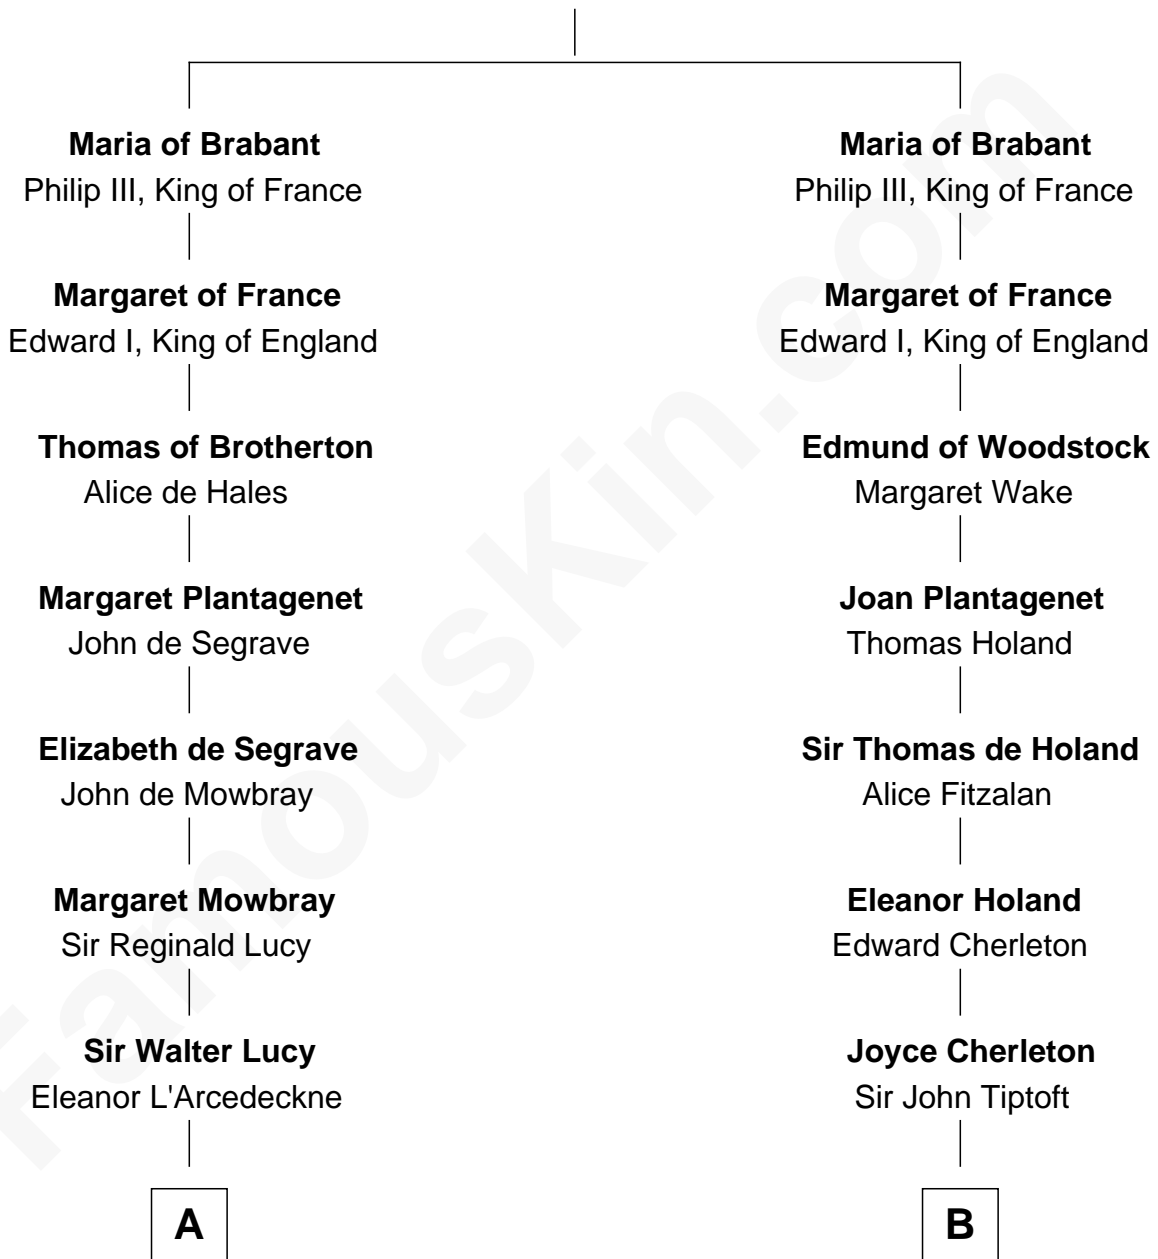 Maria of Brabant
Philip III, King of France
Margaret of France
Edward I, King of England
Thomas of Brotherton
Alice de Hales
Margaret Plantagenet
John de Segrave
Elizabeth de Segrave
John de Mowbray
Margaret Mowbray
Sir Reginald Lucy
Sir Walter Lucy
Eleanor L'Arcedeckne
A
Maria of Brabant
Philip III, King of France
Margaret of France
Edward I, King of England
Edmund of Woodstock
Margaret Wake
Joan Plantagenet
Thomas Holand
Sir Thomas de Holand
Alice Fitzalan
Eleanor Holand
Edward Cherleton
Joyce Cherleton
Sir John Tiptoft
B
FamousKin.com